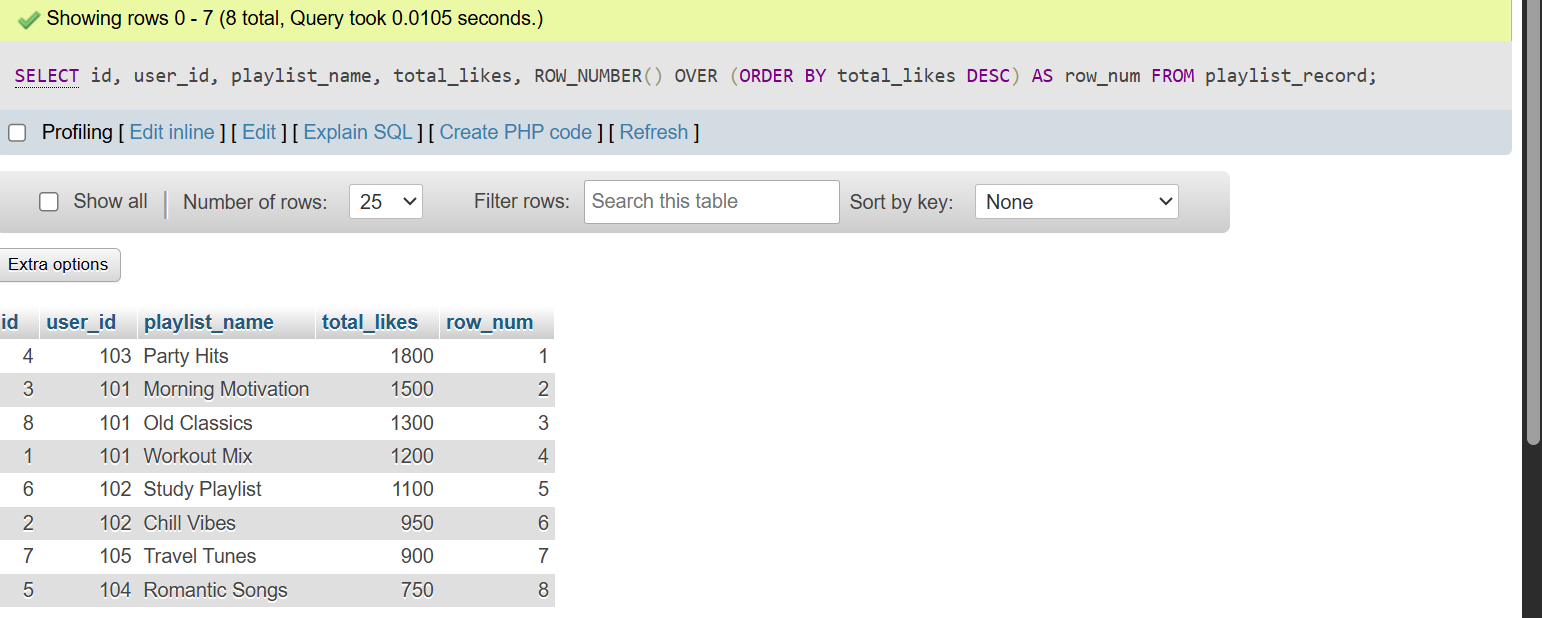 Showing rows 0 - 7 (8 total, Query took 0.0105 seconds.)
SELECT id, user_id, playlist_name, total_likes, ROW_NUMBER() OVER (ORDER BY total_likes DESC) AS row_num FROM playlist_record;
Profiling [ Edit inline ] [ Edit ] [ Explain SQL ] [ Create PHP code ] [ Refresh ]
Show all Number of rows: 25 Filter rows: Search this table Sort by key: None
Extra options
id user_id playlist_name total_likes row_num
4 103 Party Hits 1800 1
3 101 Morning Motivation 1500 2
8 101 Old Classics 1300 3
1 101 Workout Mix 1200 4
6 102 Study Playlist 1100 5
2 102 Chill Vibes 950 6
7 105 Travel Tunes 900 7
5 104 Romantic Songs 750 8